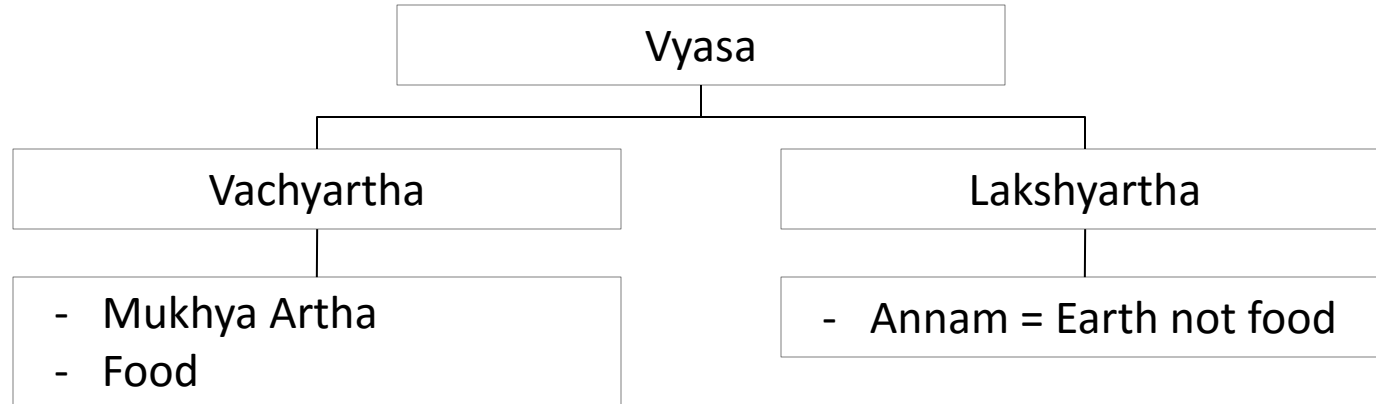 Vyasa
Vachyartha
Lakshyartha
- Mukhya Artha
- Food
- Annam = Earth not food